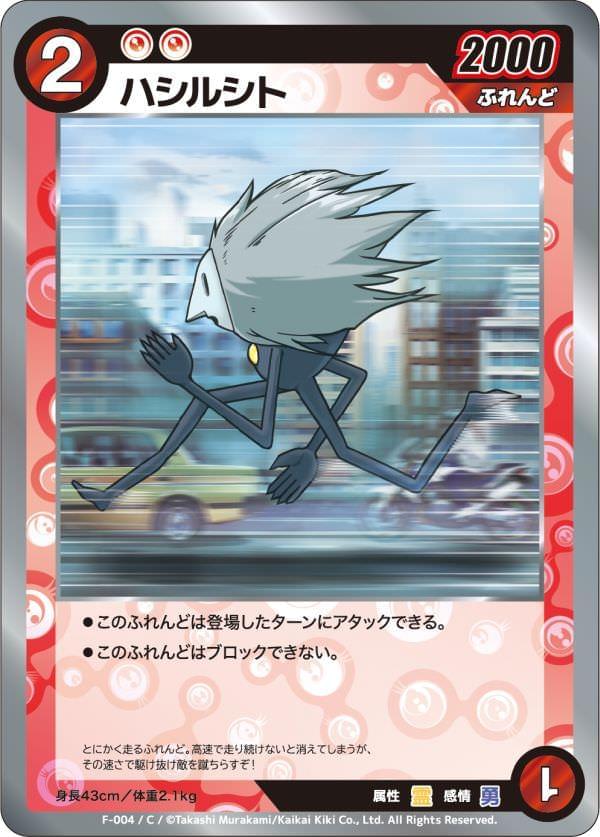 2
2000
ハシルシト
ふれんど
●このふれんどは登場したターンにアタックできる。
●このふれんどはブロックできない。
とにかく走るふれんど。高速で走り続けないと消えてしまうが、
その速さで駆け抜け敵を蹴ちらすぞ!
身長43cm/体重2.1kg
属性 霊 感情 勇
1
F-004 / C / ©Takashi Murakami/Kaikai Kiki Co., Ltd. All Rights Reserved.